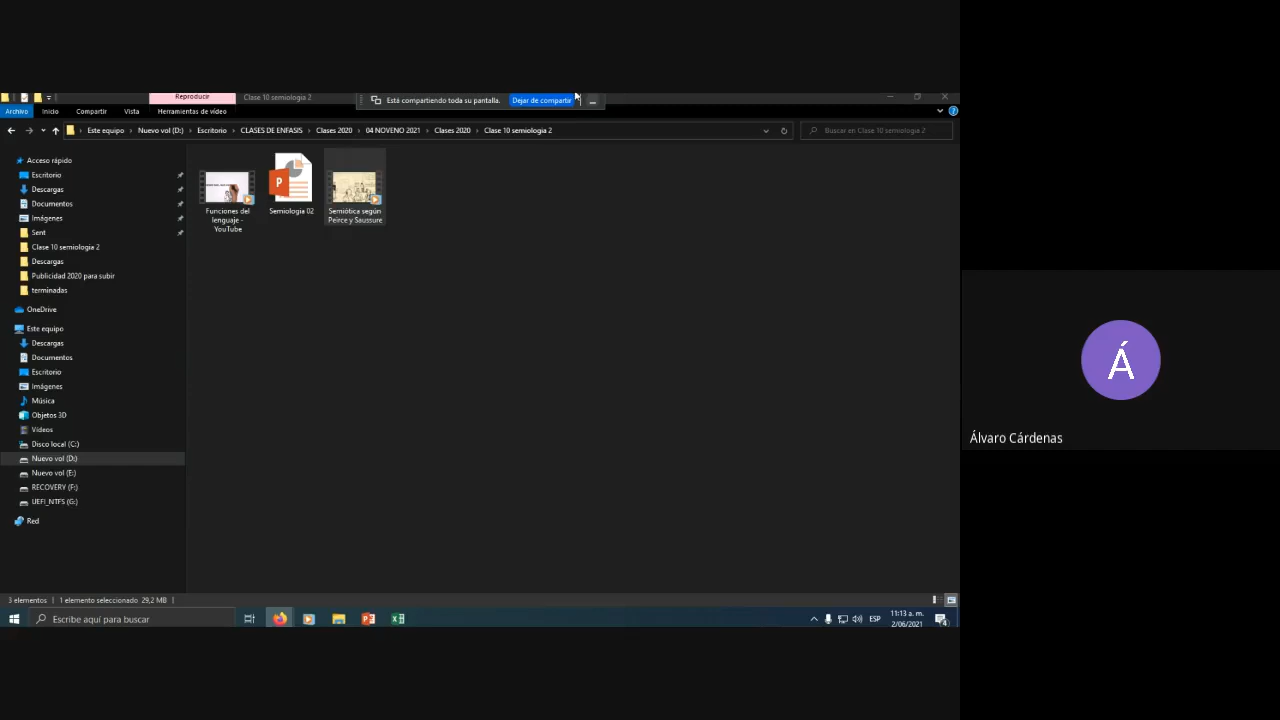 Reproducir
Clase 10 semiologia 2
Está compartiendo toda su pantalla.
Dejar de compartir
Archivo
Inicio
Compartir
Vista
Herramientas de vídeo
Este equipo
Nuevo vol (D:)
Escritorio
CLASES DE ENFASIS
Clases 2020
04 NOVENO 2021
Clases 2020
Clase 10 semiologia 2
Buscar en Clase 10 semiologia 2
Acceso rápido
Escritorio
Descargas
Documentos
Imágenes
Sent
Clase 10 semiologia 2
Descargas
Publicidad 2020 para subir
terminadas
OneDrive
Este equipo
Descargas
Documentos
Escritorio
Imágenes
Música
Objetos 3D
Vídeos
Disco local (C:)
Nuevo vol (D:)
Nuevo vol (E:)
RECOVERY (F:)
UEFI_NTFS (G:)
Red
Funciones del
lenguaje -
YouTube
Semiologia 02
Semiótica según
Peirce y Saussure
3 elementos
1 elemento seleccionado 29,2 MB
Escribe aquí para buscar
ESP
11:13 a. m.
2/06/2021
Á
Álvaro Cárdenas